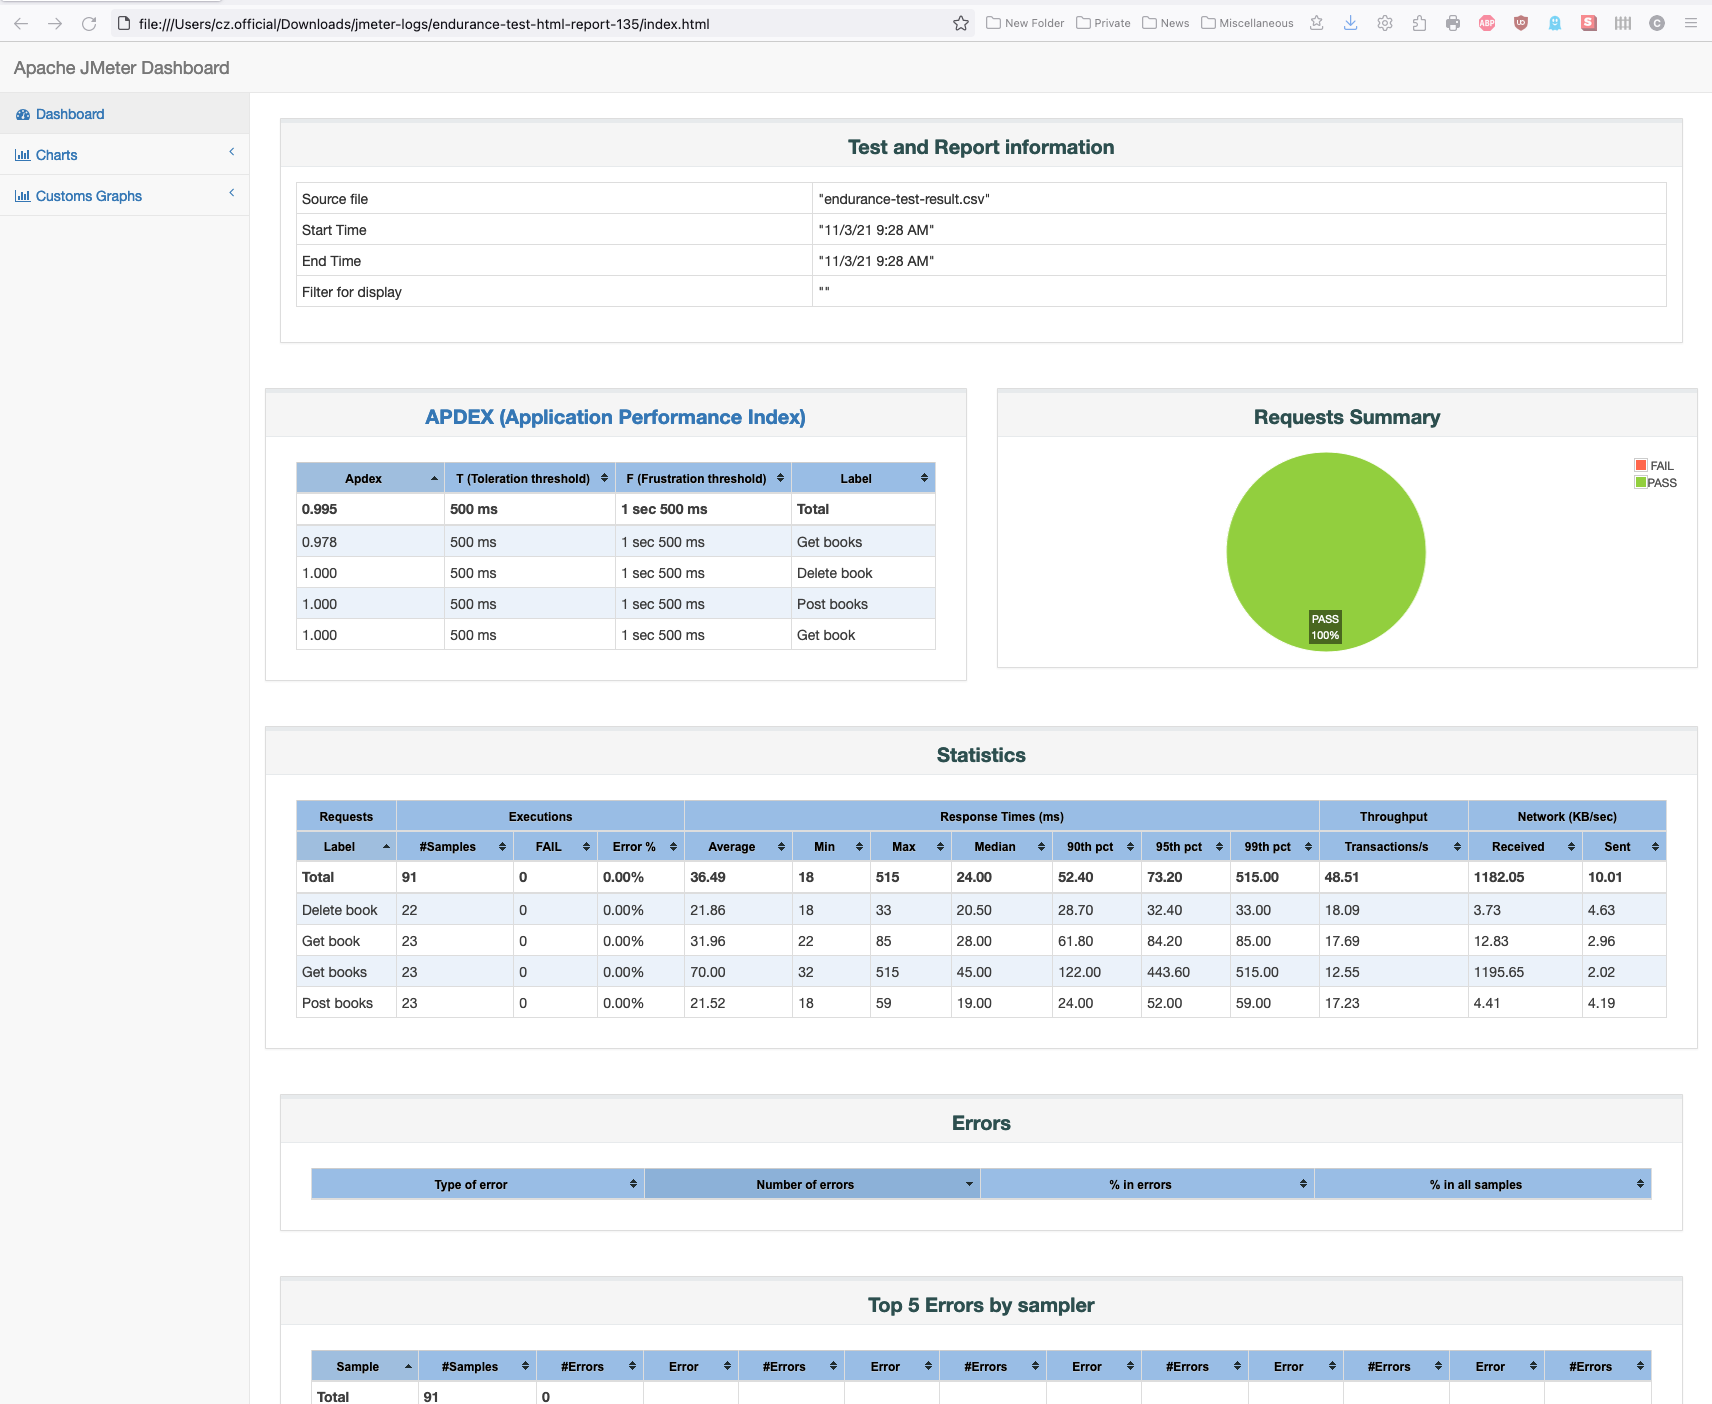 file:///Users/cz.official/Downloads/jmeter-logs/endurance-test-html-report-135/index.html New Folder Private News Miscellaneous ABP UD S C
Apache JMeter Dashboard
Dashboard
Charts
Customs Graphs
Test and Report information
Source file "endurance-test-result.csv"
Start Time "11/3/21 9:28 AM"
End Time "11/3/21 9:28 AM"
Filter for display ""
APDEX (Application Performance Index)
Apdex T (Toleration threshold) F (Frustration threshold) Label
0.995 500 ms 1 sec 500 ms Total
0.978 500 ms 1 sec 500 ms Get books
1.000 500 ms 1 sec 500 ms Delete book
1.000 500 ms 1 sec 500 ms Post books
1.000 500 ms 1 sec 500 ms Get book
Requests Summary
FAIL
PASS
PASS
100%
Statistics
Requests Executions Response Times (ms) Throughput Network (KB/sec)
Label #Samples FAIL Error % Average Min Max Median 90th pct 95th pct 99th pct Transactions/s Received Sent
Total 91 0 0.00% 36.49 18 515 24.00 52.40 73.20 515.00 48.51 1182.05 10.01
Delete book 22 0 0.00% 21.86 18 33 20.50 28.70 32.40 33.00 18.09 3.73 4.63
Get book 23 0 0.00% 31.96 22 85 28.00 61.80 84.20 85.00 17.69 12.83 2.96
Get books 23 0 0.00% 70.00 32 515 45.00 122.00 443.60 515.00 12.55 1195.65 2.02
Post books 23 0 0.00% 21.52 18 59 19.00 24.00 52.00 59.00 17.23 4.41 4.19
Errors
Type of error Number of errors % in errors % in all samples
Top 5 Errors by sampler
Sample #Samples #Errors Error #Errors Error #Errors Error #Errors Error #Errors Error #Errors
Total 91 0